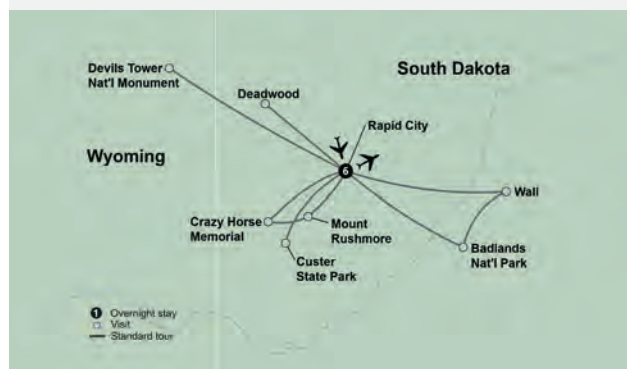 South Dakota
Devils Tower
Nat'l Monument
Deadwood
Rapid City
Wyoming
6
Wall
Crazy Horse
Memorial
Mount
Rushmore
Badlands
Nat'l Park
Custer
State Park
1 Overnight stay
Visit
Standard tour